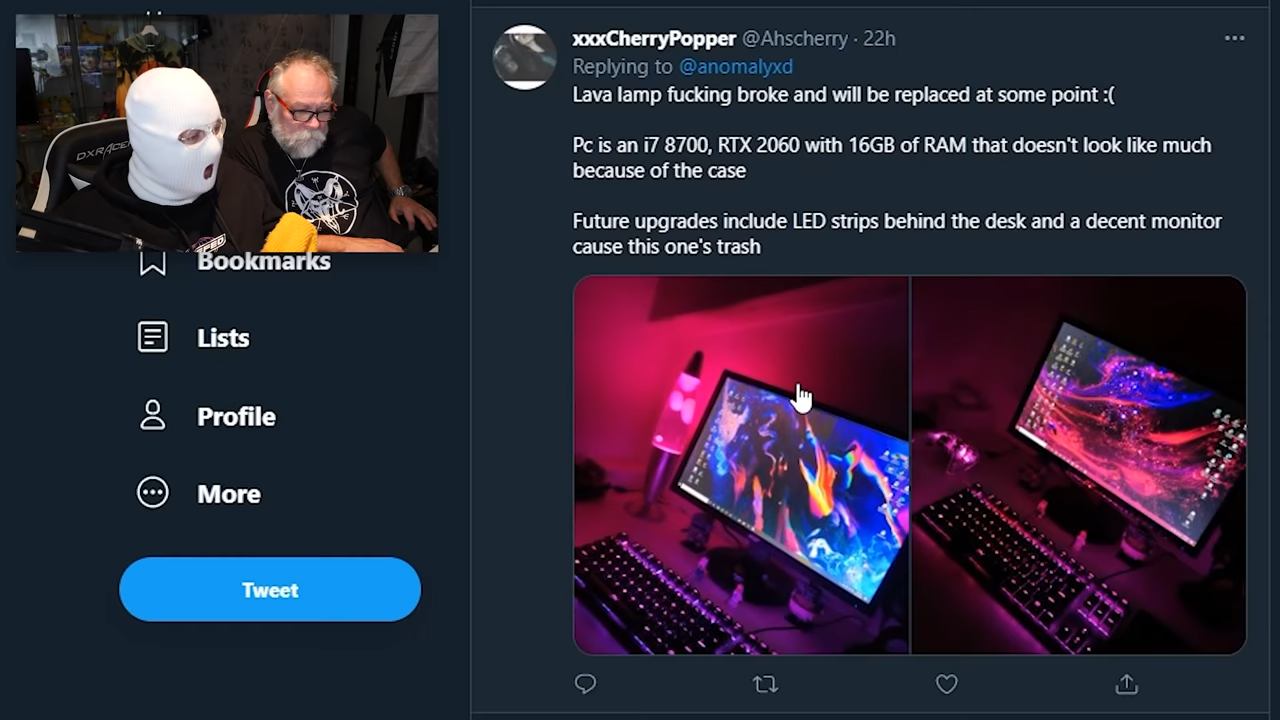 DXRACER
xxxCherryPopper @Ahscherry · 22h
Replying to @anomalyxd
Lava lamp fucking broke and will be replaced at some point :(
Pc is an i7 8700, RTX 2060 with 16GB of RAM that doesn't look like much
because of the case
Future upgrades include LED strips behind the desk and a decent monitor
cause this one's trash
Bookmarks
Lists
Profile
More
Tweet